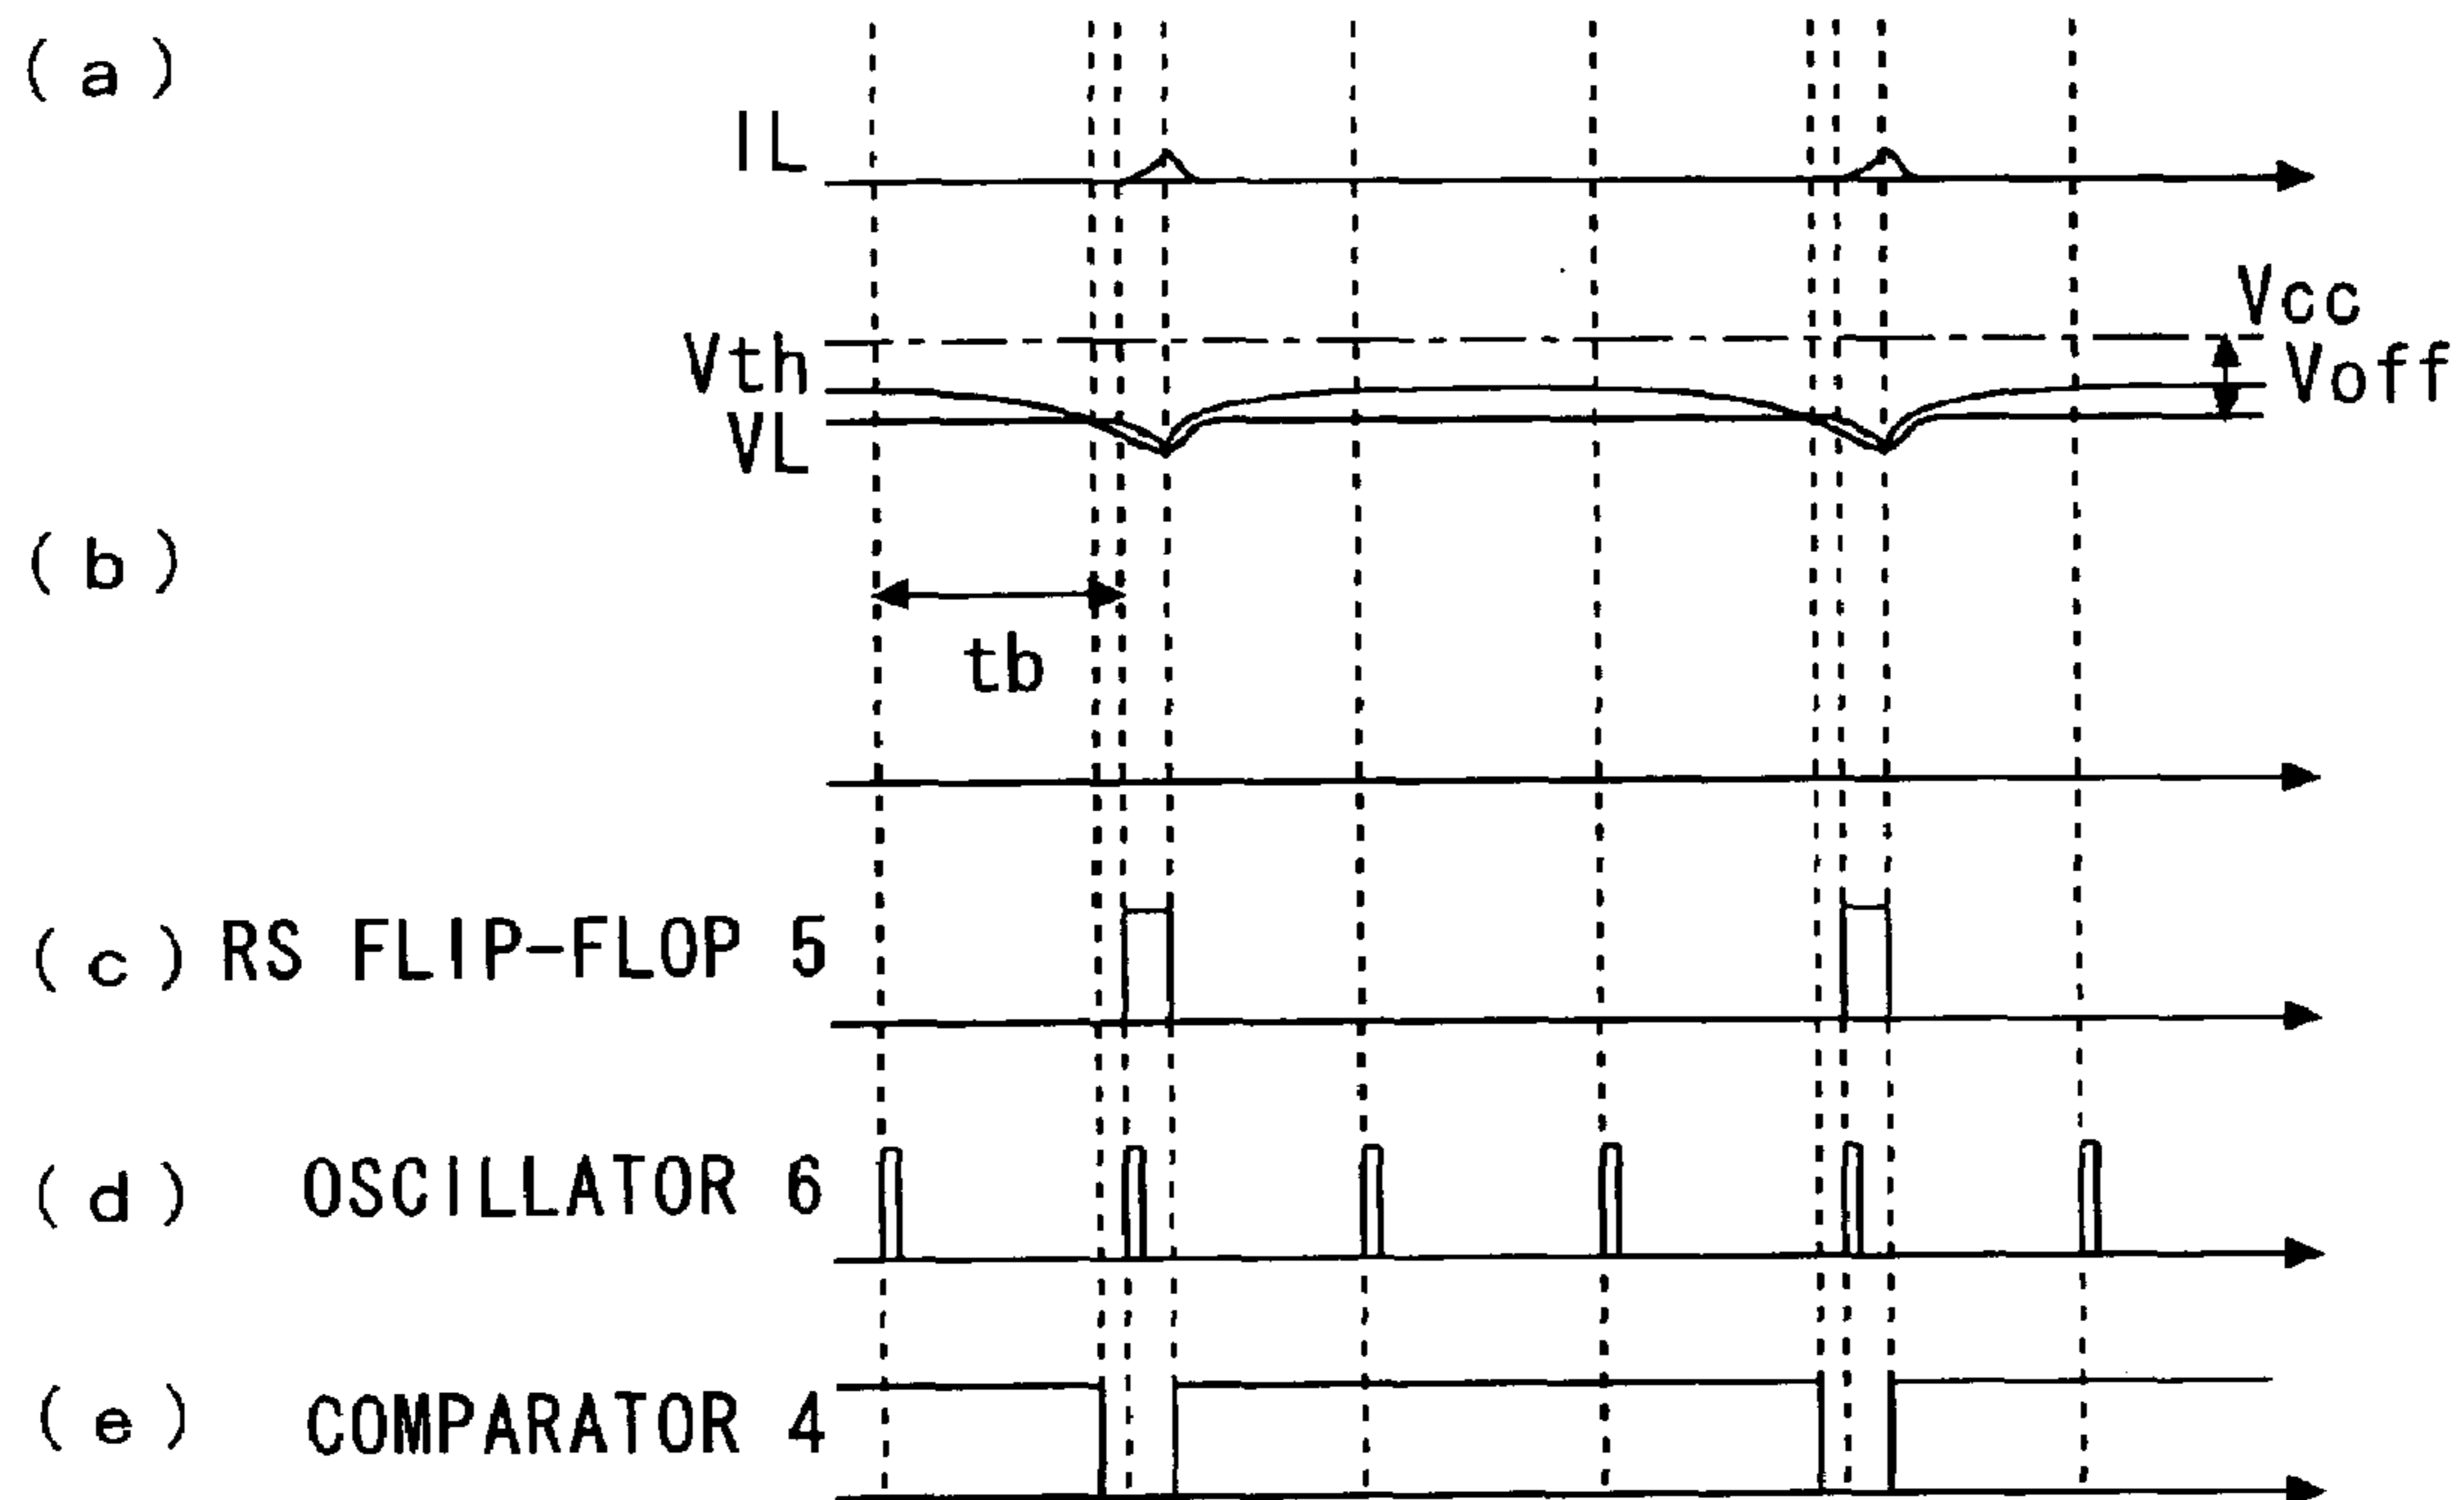 (a)
IL
Vcc
Vth
Voff
VL
(b)
tb
(c) RS FLIP-FLOP 5
(d) OSCILLATOR 6
(e) COMPARATOR 4